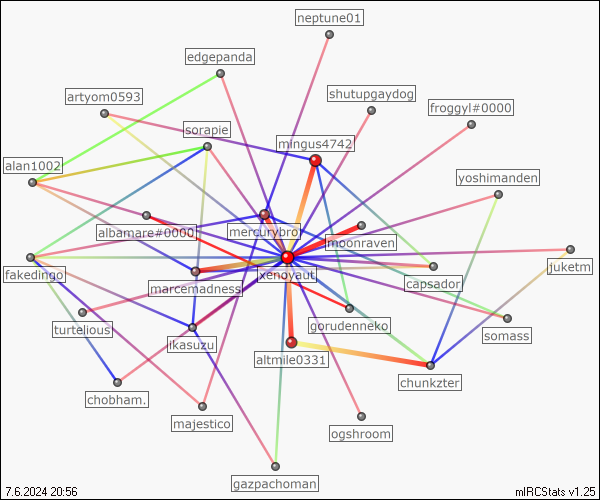 neptune01
edgepanda
artyom0593
shutupgaydog
froggyl#0000
sorapie
mingus4742
alan1002
yoshimanden
albamare#0000
mercurybro
moonraven
fakedingo
marcemadness
xenoyaut
capsador
juketm
turtelious
gorudenneko
somass
ikasuzu
altmile0331
chunkzter
chobham.
majestico
ogshroom
gazpachoman
7.6.2024 20:56
mIRCStats v1.25